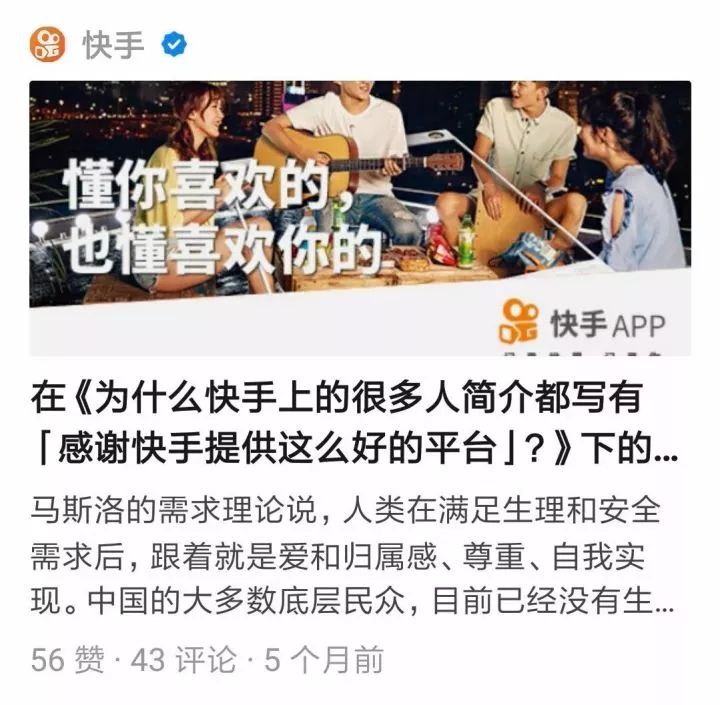 快手
懂你喜欢的，
也懂喜欢你的
快手 APP
在《为什么快手上的很多人简介都写有
「感谢快手提供这么好的平台」？》下的...
马斯洛的需求理论说，人类在满足生理和安全
需求后，跟着就是爱和归属感、尊重、自我实
现。中国的大多数底层民众，目前已经没有生...
56 赞 · 43 评论 · 5 个月前